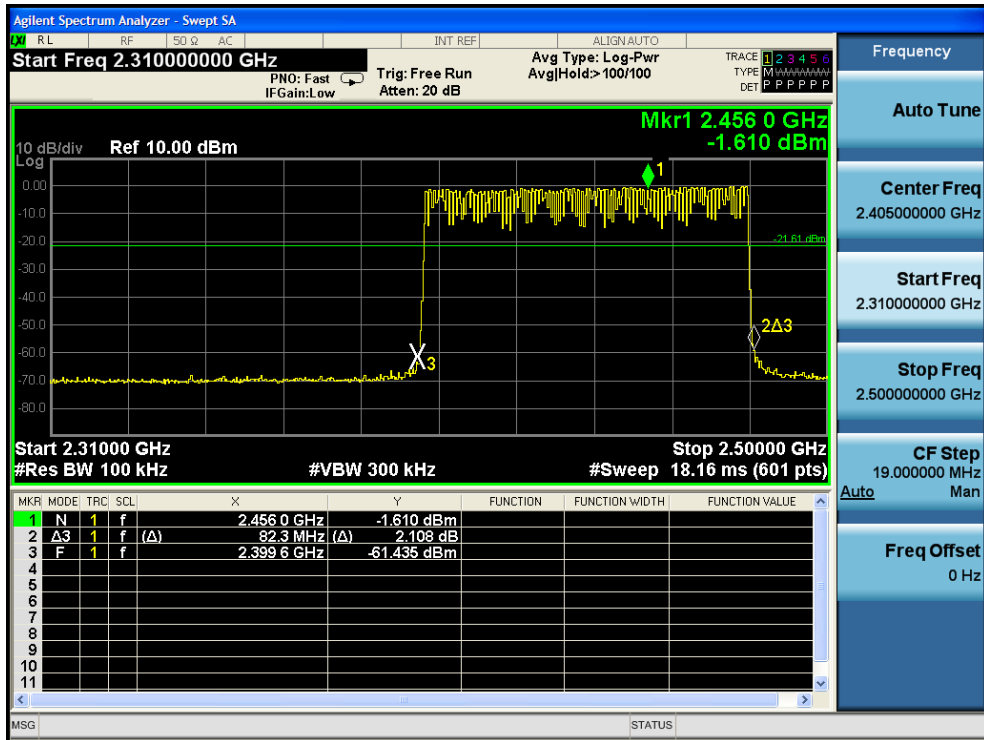 Agilent Spectrum Analyzer - Swept SA
LXI RL RF 50 Ω AC INT REF ALIGN AUTO
Start Freq 2.310000000 GHz
PNO: Fast
IFGain:Low
Trig: Free Run
Atten: 20 dB
Avg Type: Log-Pwr
Avg|Hold:> 100/100
TRACE 1 2 3 4 5 6
TYPE M WWWWW
DET P P P P P P
Mkr1 2.456 0 GHz
-1.610 dBm
10 dB/div Ref 10.00 dBm
Log
0.00
-10.0
-20.0
-30.0
-40.0
-50.0
-60.0
-70.0
-80.0
1
-21.61 dBm
2Δ3
3
Start 2.31000 GHz Stop 2.50000 GHz
#Res BW 100 kHz #VBW 300 kHz #Sweep 18.16 ms (601 pts)
MKR MODE TRC SCL X Y FUNCTION FUNCTION WIDTH FUNCTION VALUE
1 N 1 f 2.456 0 GHz -1.610 dBm
2 Δ3 1 f (Δ) 82.3 MHz (Δ) 2.108 dB
3 F 1 f 2.399 6 GHz -61.435 dBm
4
5
6
7
8
9
10
11
MSG STATUS
Frequency
Auto Tune
Center Freq
2.405000000 GHz
Start Freq
2.310000000 GHz
Stop Freq
2.500000000 GHz
CF Step
19.000000 MHz
Auto Man
Freq Offset
0 Hz